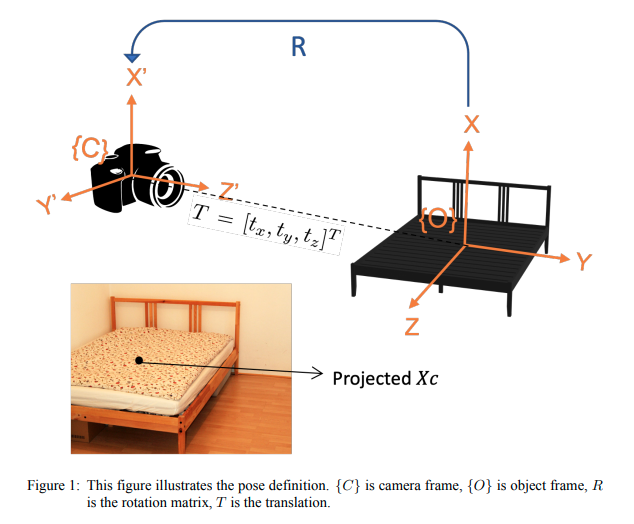 R
X'
X
{C}
Z'
Y'
T = [t_x, t_y, t_z]^T
{O}
Y
Z
Projected Xc
Figure 1: This figure illustrates the pose definition. {C} is camera frame, {O} is object frame, R
is the rotation matrix, T is the translation.